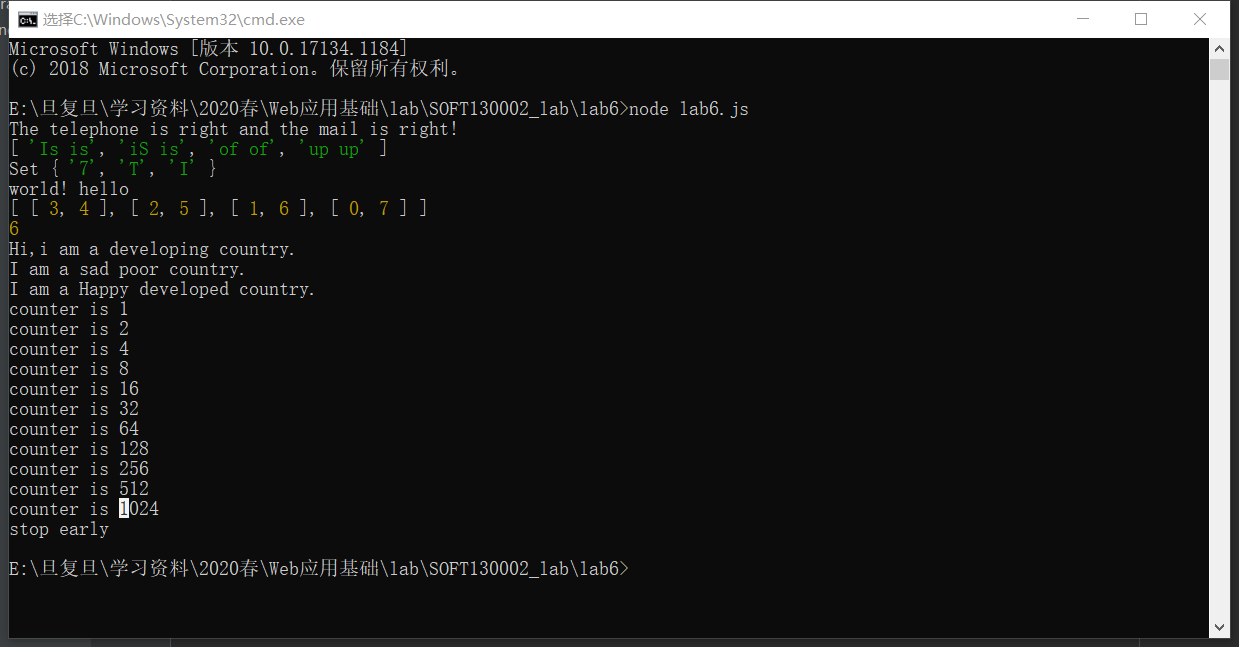 选择C:\Windows\System32\cmd.exe
Microsoft Windows [版本 10.0.17134.1184]
(c) 2018 Microsoft Corporation。保留所有权利。
E:\旦复旦\学习资料\2020春\Web应用基础\lab\SOFT130002_lab\lab6>node lab6.js
The telephone is right and the mail is right!
[ 'Is is', 'iS is', 'of of', 'up up' ]
Set { '7', 'T', 'I' }
world! hello
[ [ 3, 4 ], [ 2, 5 ], [ 1, 6 ], [ 0, 7 ] ]
6
Hi,i am a developing country.
I am a sad poor country.
I am a Happy developed country.
counter is 1
counter is 2
counter is 4
counter is 8
counter is 16
counter is 32
counter is 64
counter is 128
counter is 256
counter is 512
counter is 1024
stop early
E:\旦复旦\学习资料\2020春\Web应用基础\lab\SOFT130002_lab\lab6>